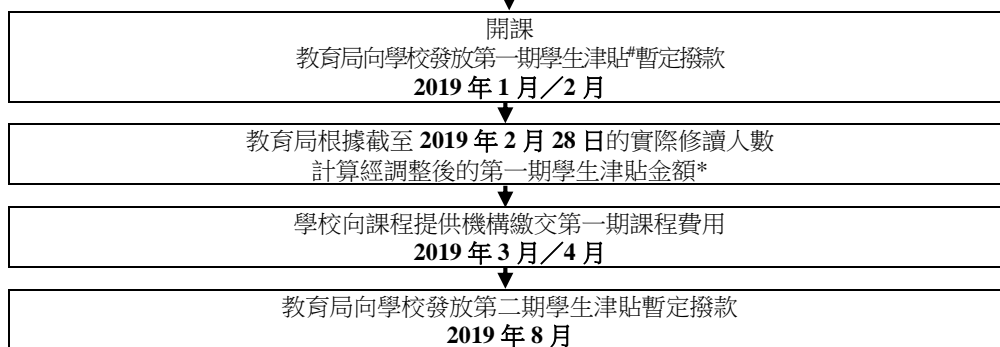 開課
教育局向學校發放第一期學生津貼#暫定撥款
2019 年 1 月／2 月
教育局根據截至 2019 年 2 月 28 日的實際修讀人數
計算經調整後的第一期學生津貼金額*
學校向課程提供機構繳交第一期課程費用
2019 年 3 月／4 月
教育局向學校發放第二期學生津貼暫定撥款
2019 年 8 月